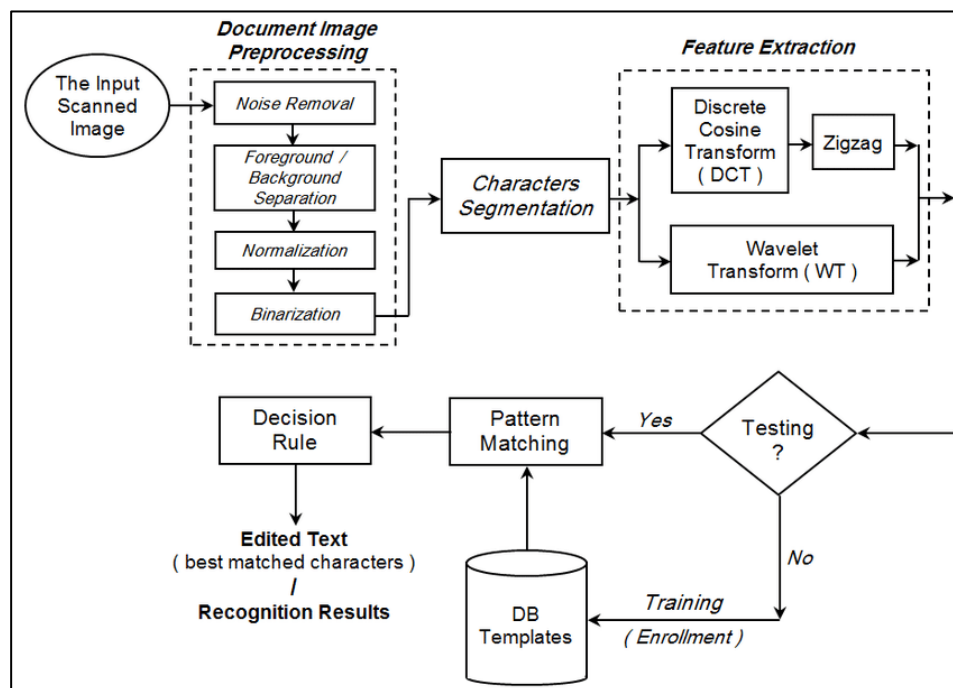 Document Image
Preprocessing
Feature Extraction
The Input
Scanned
Image
Noise Removal
Foreground /
Background
Separation
Normalization
Binarization
Characters
Segmentation
Discrete
Cosine
Transform
( DCT )
Zigzag
Wavelet
Transform ( WT )
Decision
Rule
Pattern
Matching
Yes
Testing
?
No
Edited Text
( best matched characters )
/
Recognition Results
DB
Templates
Training
( Enrollment )